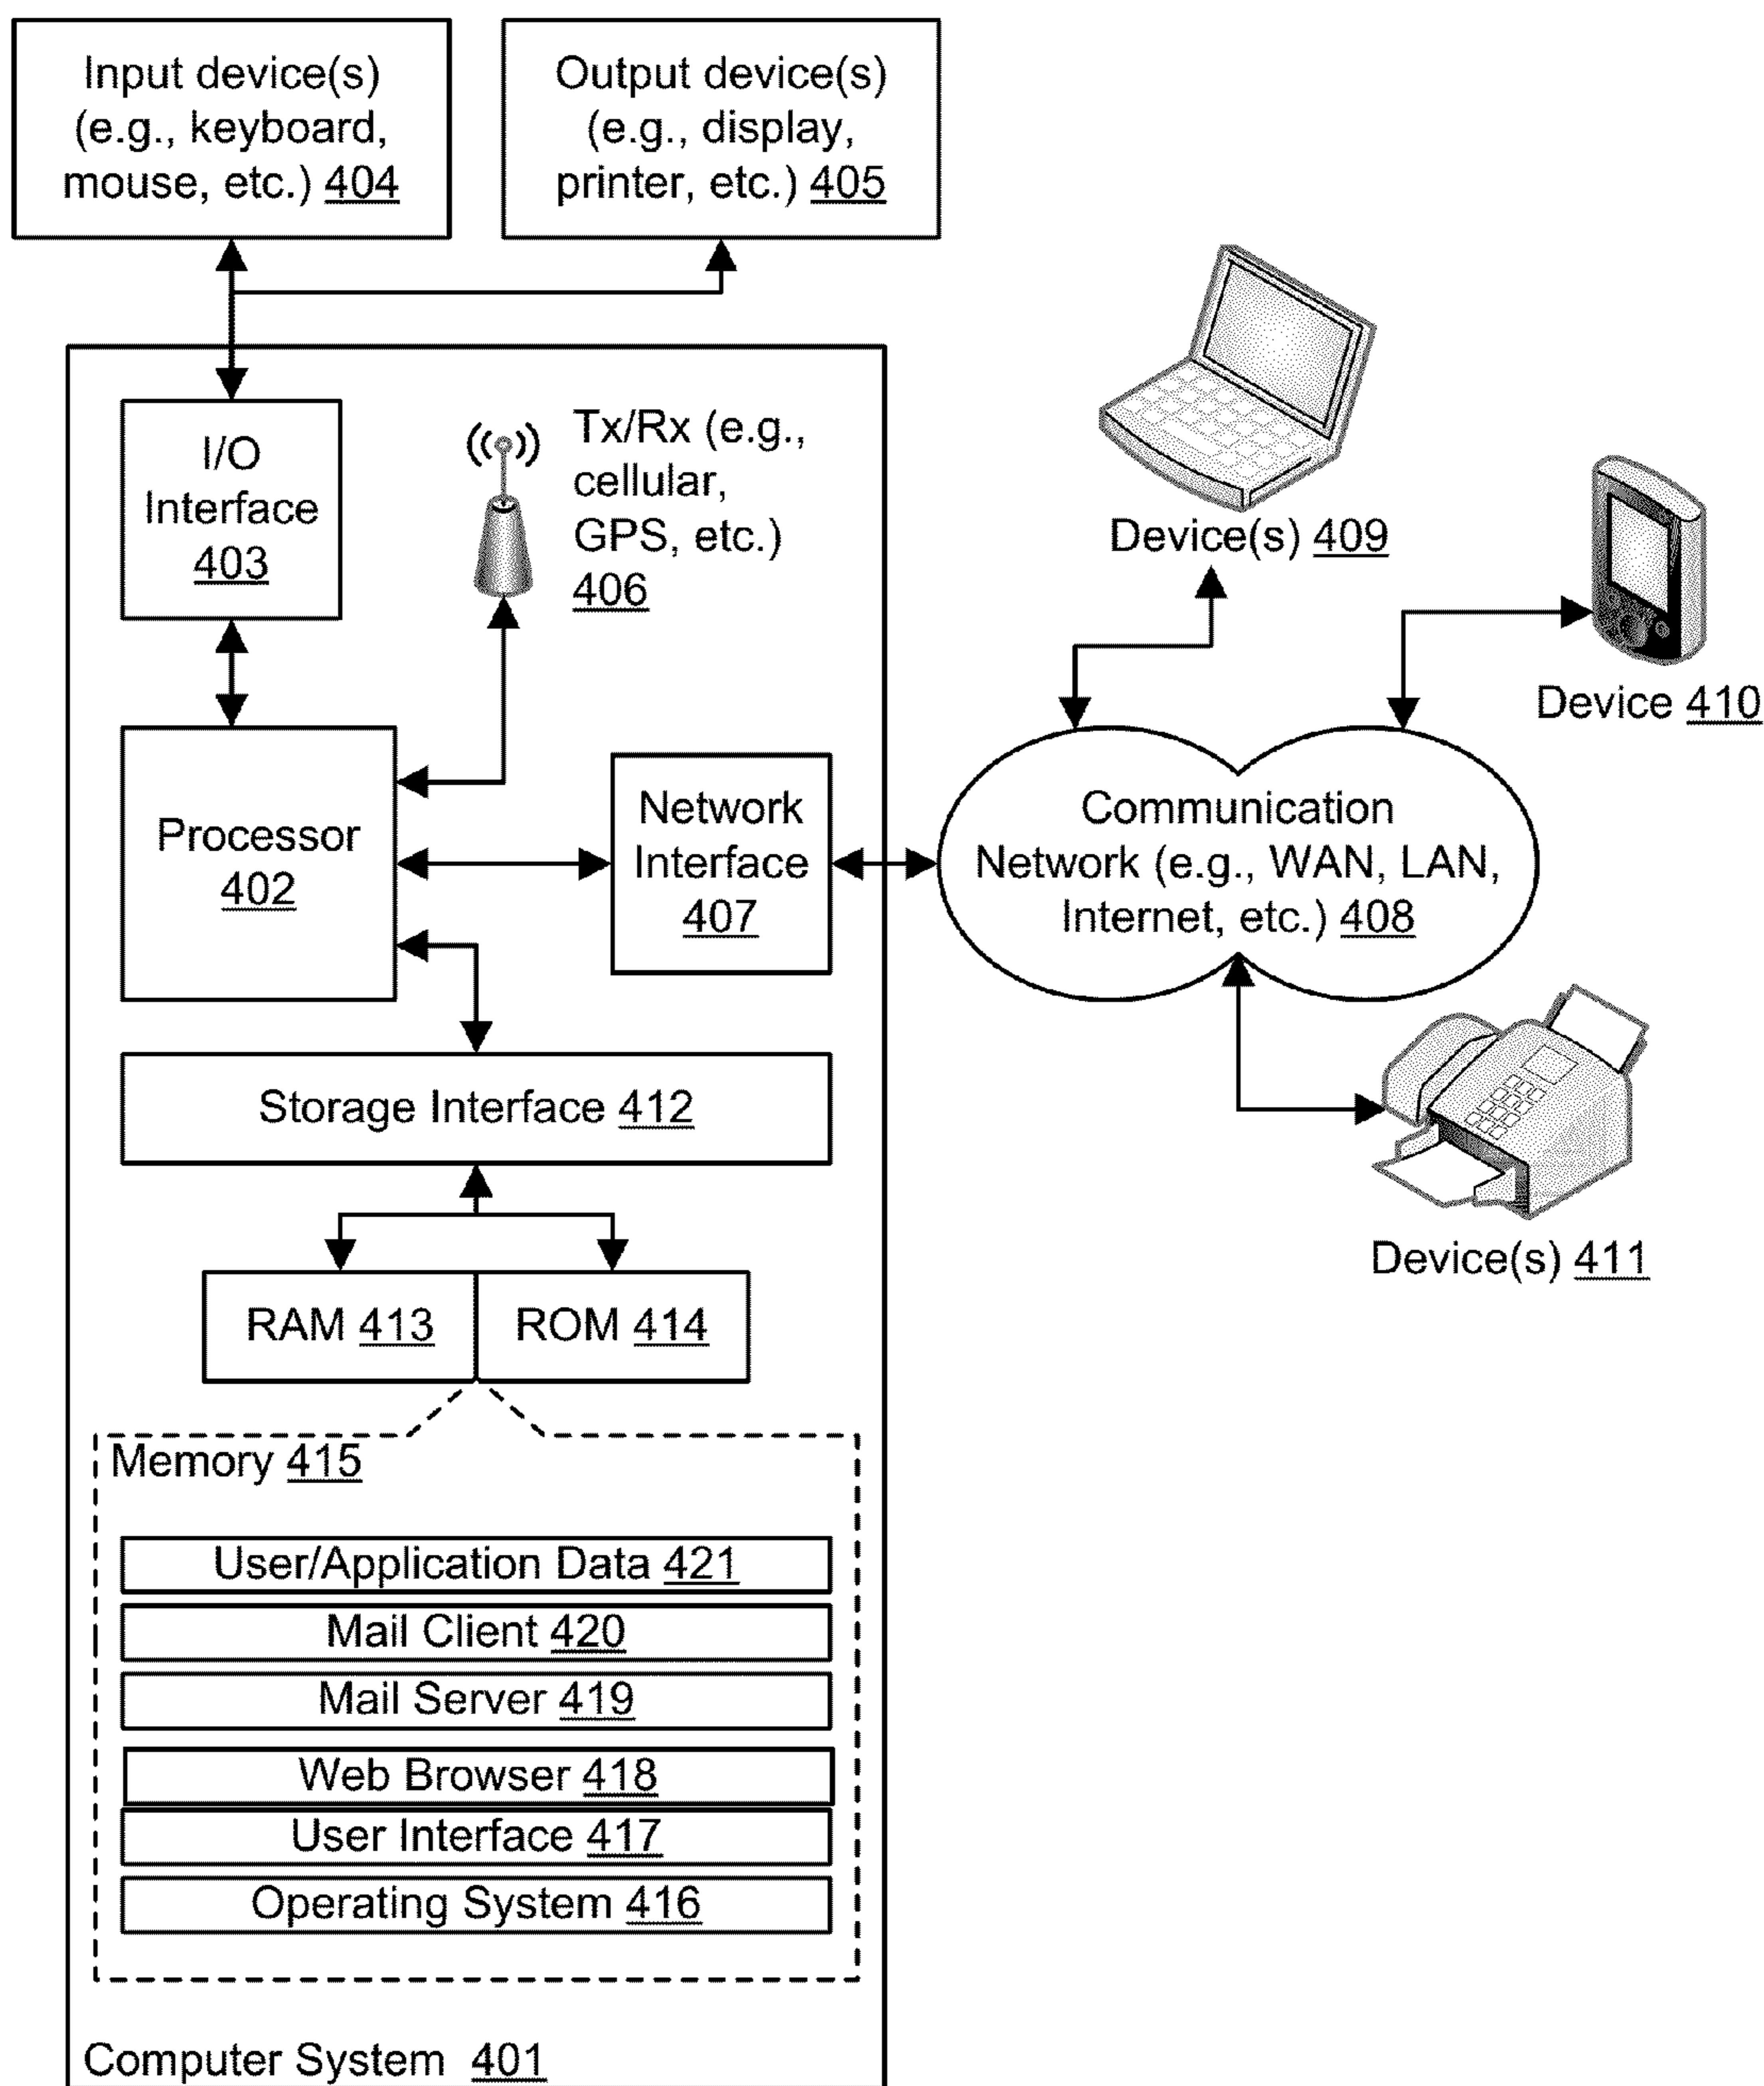 Input device(s)
(e.g., keyboard,
mouse, etc.) 404
Output device(s)
(e.g., display,
printer, etc.) 405
I/O
Interface
403
Tx/Rx (e.g.,
cellular,
GPS, etc.)
406
Device(s) 409
Device 410
Processor
402
Network
Interface
407
Communication
Network (e.g., WAN, LAN,
Internet, etc.) 408
Storage Interface 412
Device(s) 411
RAM 413
ROM 414
Memory 415
User/Application Data 421
Mail Client 420
Mail Server 419
Web Browser 418
User Interface 417
Operating System 416
Computer System 401